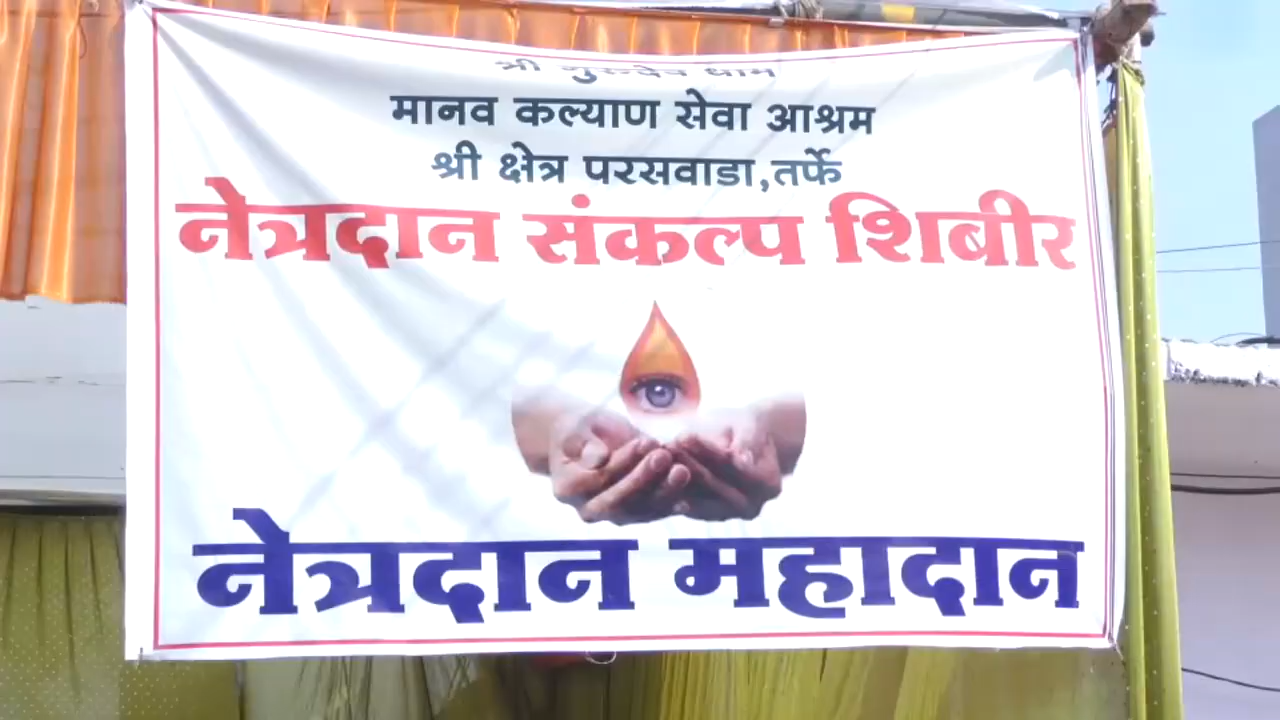 श्री गुरुदेव धाम
मानव कल्याण सेवा आश्रम
श्री क्षेत्र परसवाडा,तर्फे
नेत्रदान संकल्प शिबीर
नेत्रदान महादान